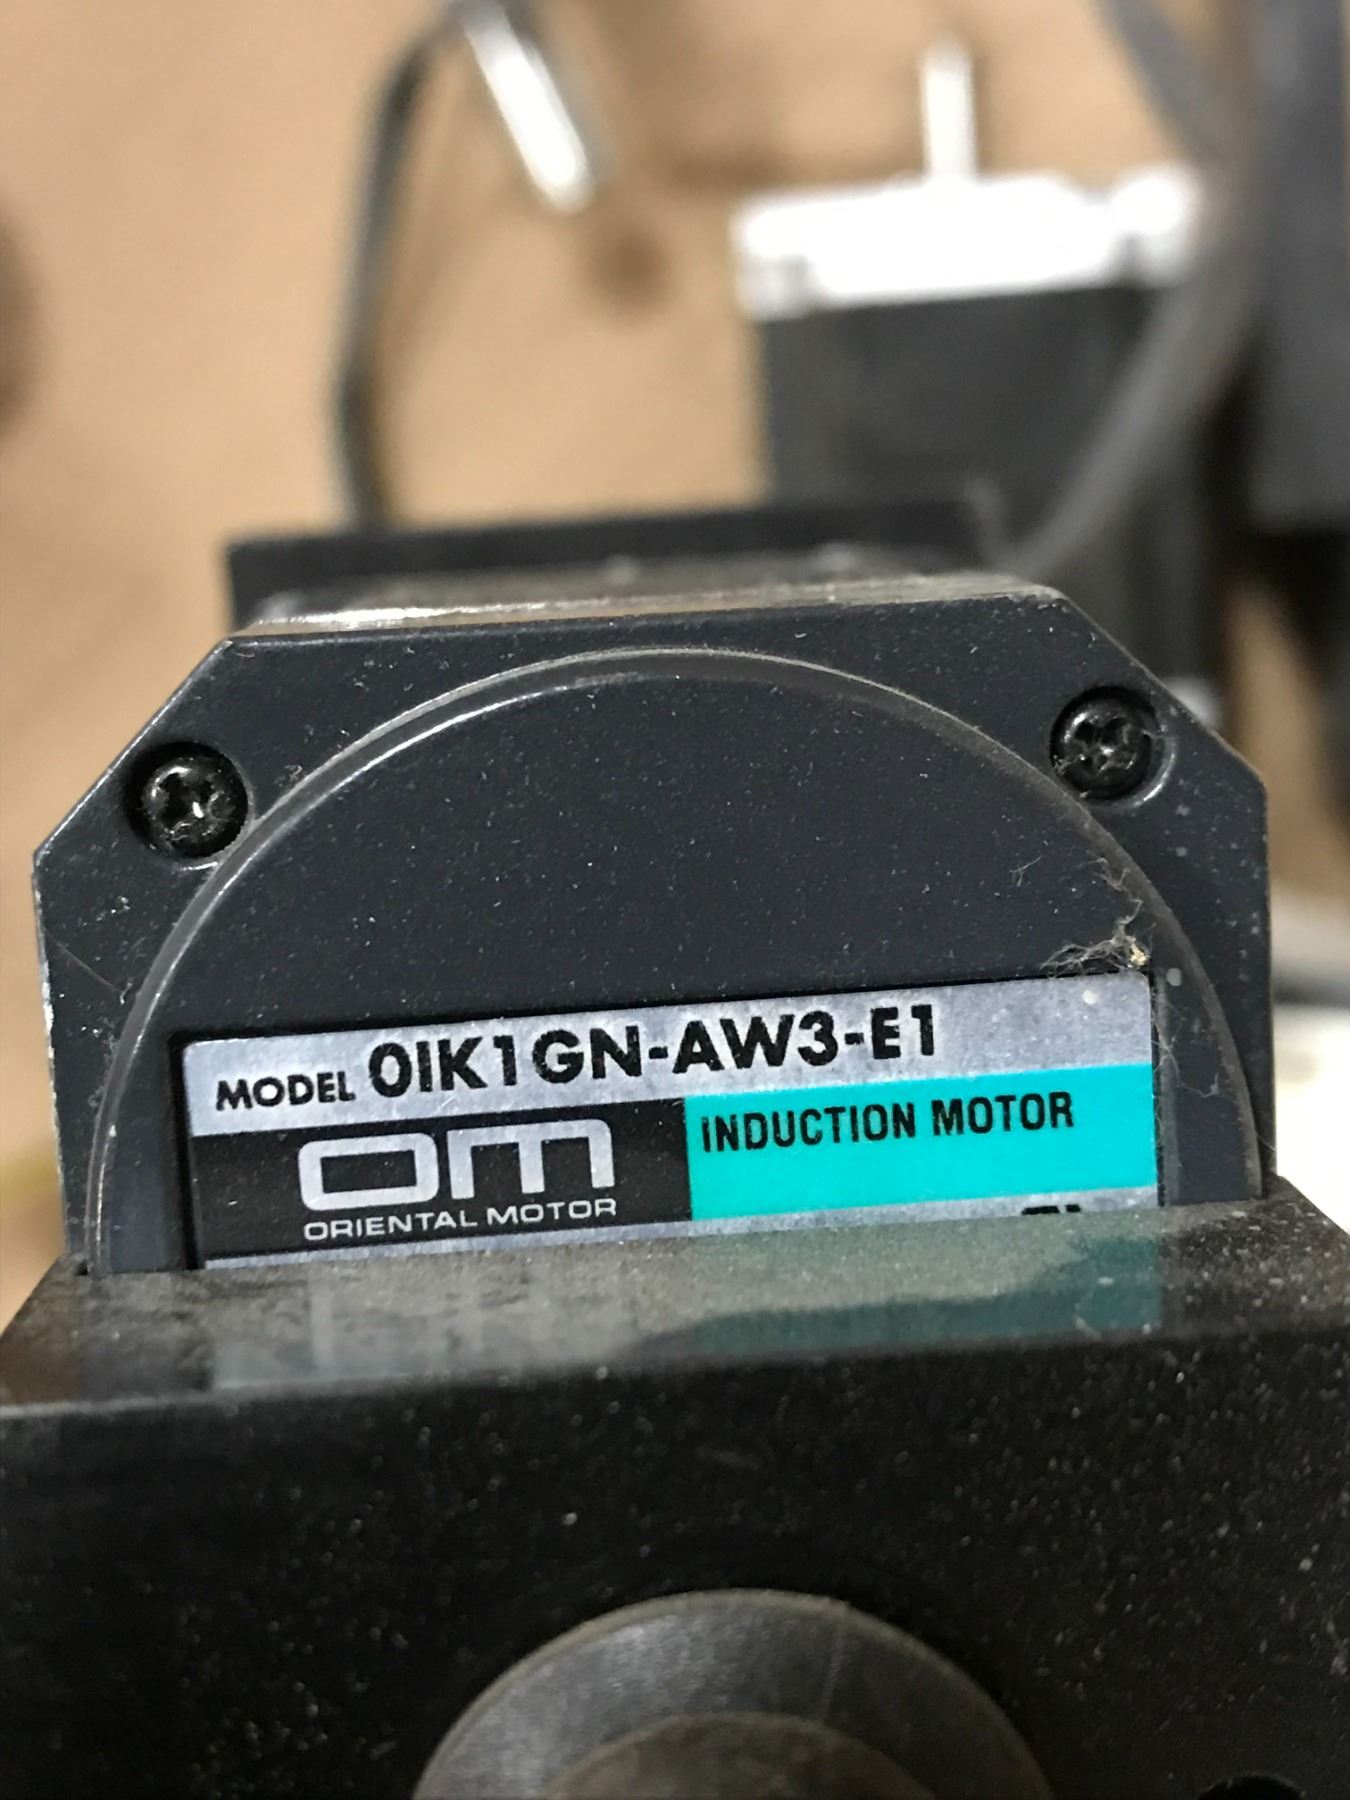 MODEL 0IK1GN-AW3-E1
om
ORIENTAL MOTOR
INDUCTION MOTOR